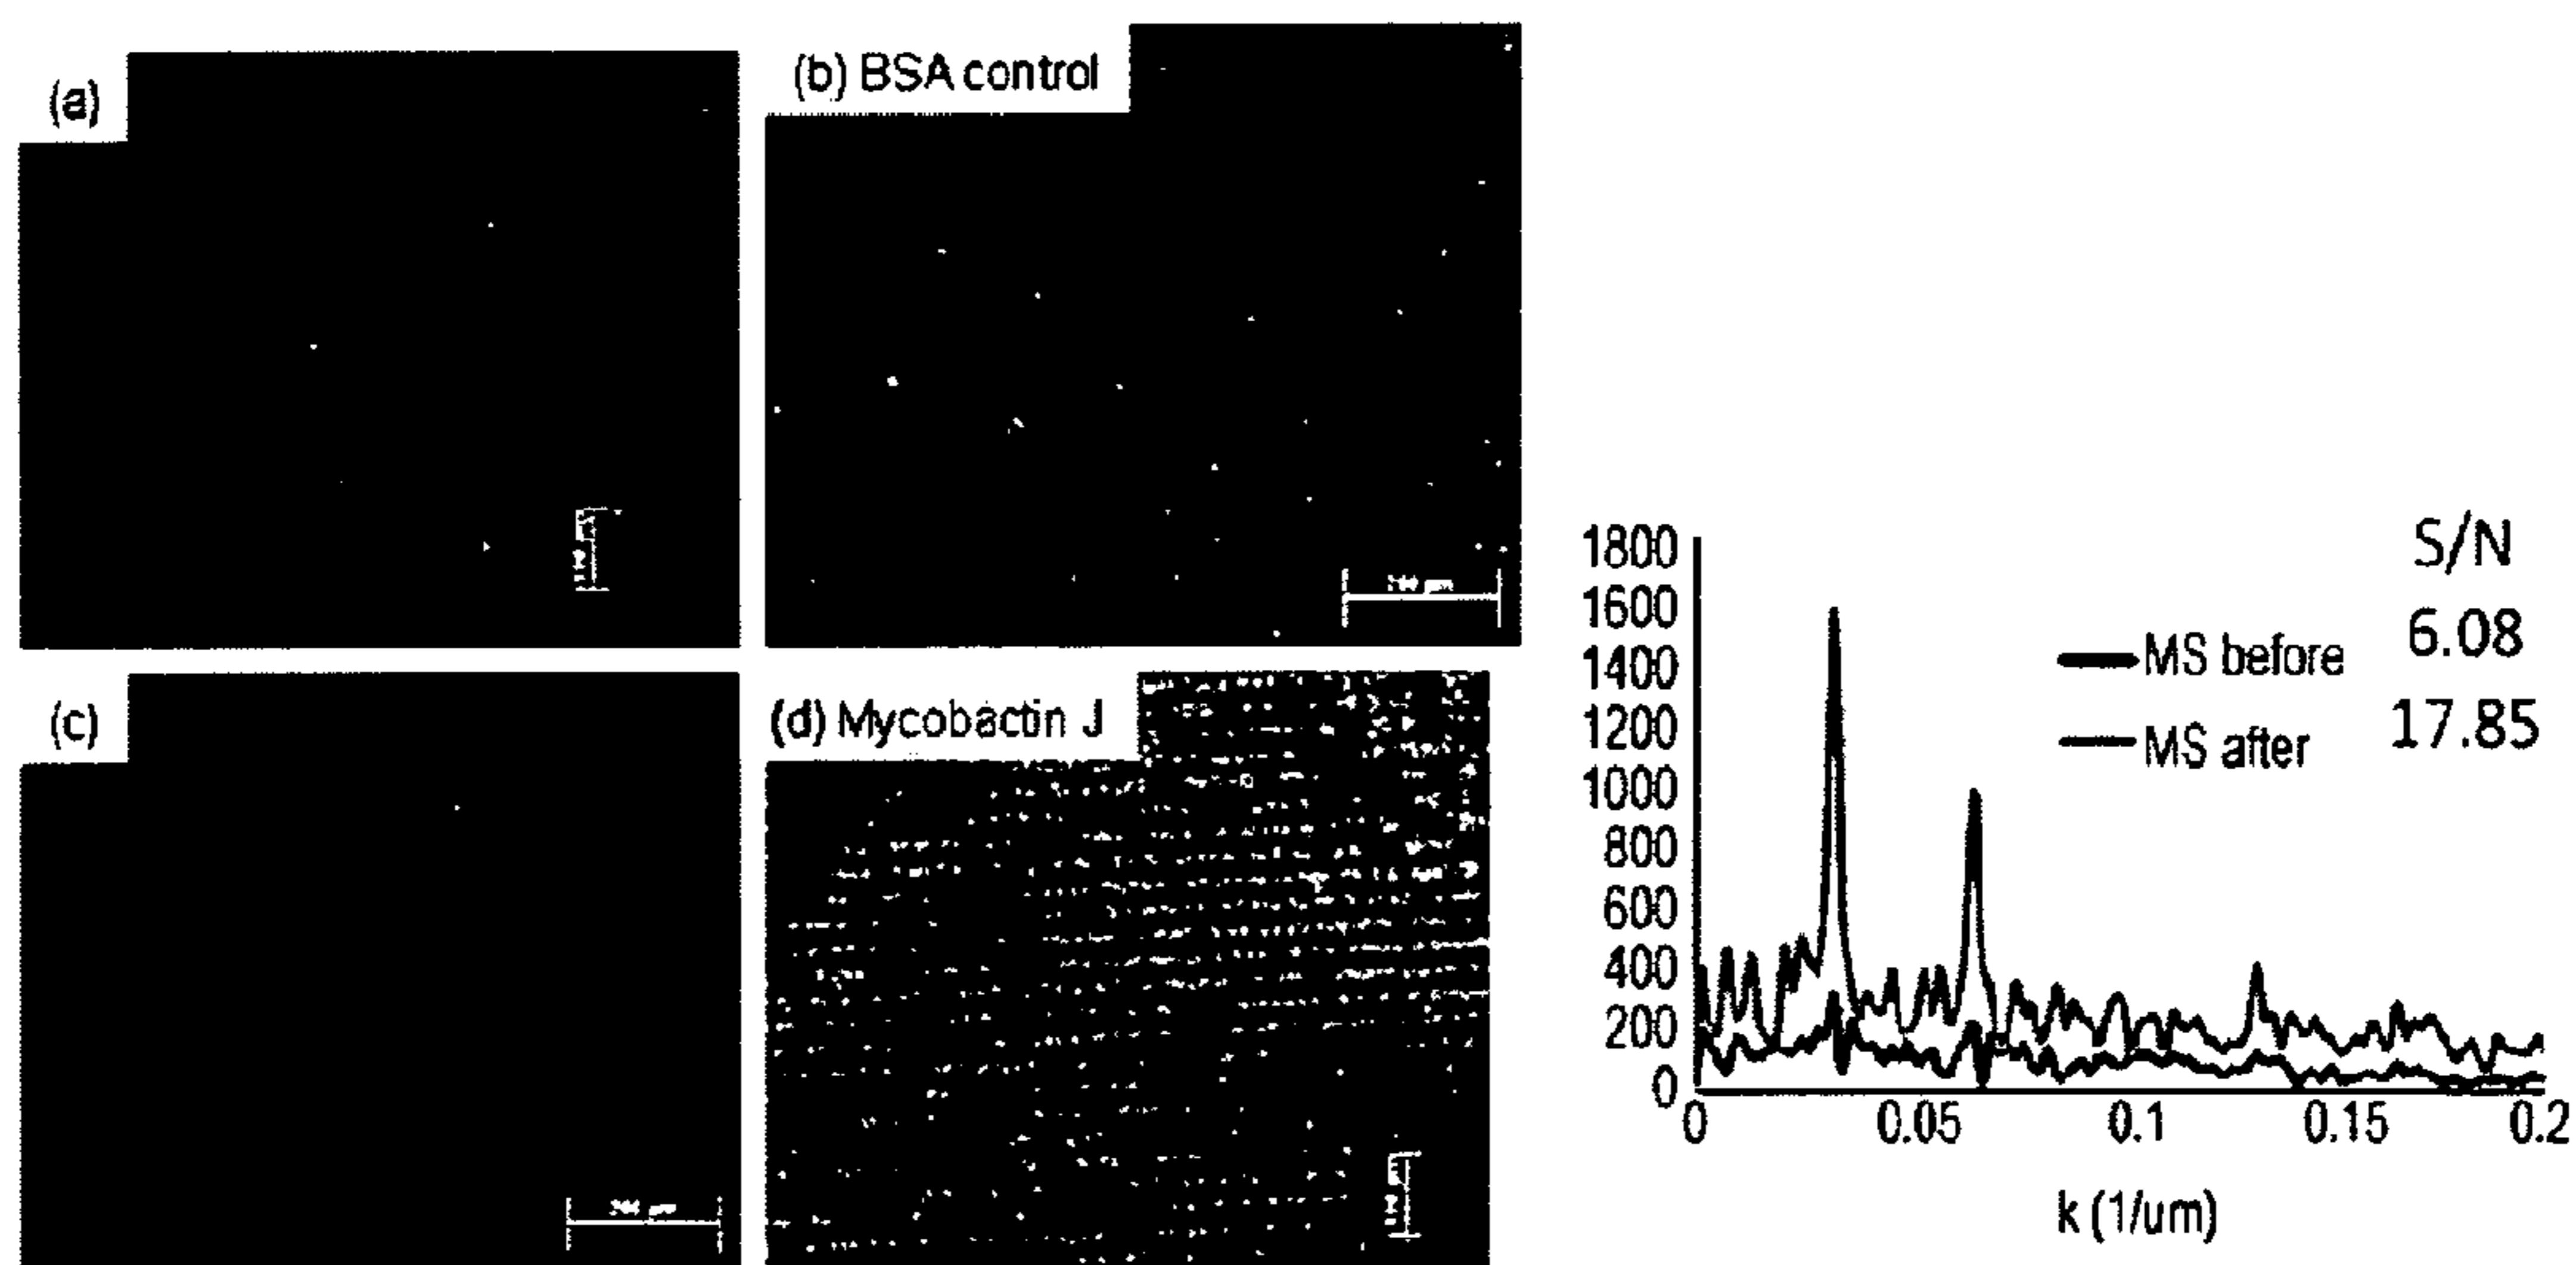 (a)
(b) BSA control
(c)
(d) Mycobactin J
1800
1600
1400
1200
1000
800
600
400
200
0
0 0.05 0.1 0.15 0.2
k (1/um)
S/N
MS before 6.08
MS after 17.85